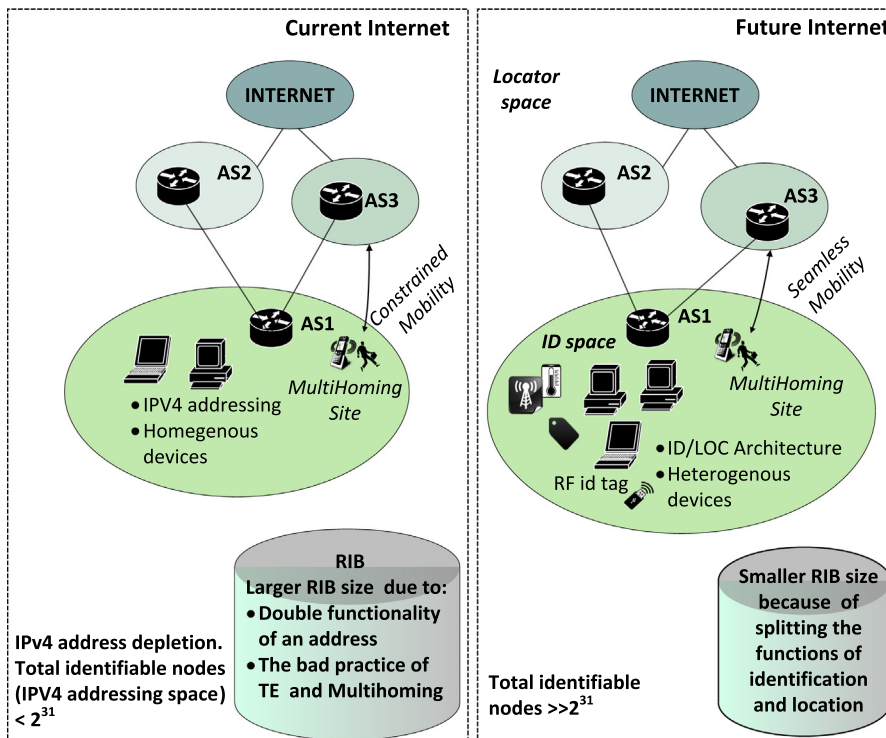 Current Internet
INTERNET
AS2
AS3
Constrained
Mobility
AS1
MultiHoming
Site
• IPV4 addressing
• Homegenous
devices
RIB
Larger RIB size due to:
• Double functionality
of an address
• The bad practice of
TE and Multihoming
IPv4 address depletion.
Total identifiable nodes
(IPV4 addressing space)
< 2^31
Future Internet
Locator
space
INTERNET
AS2
AS3
Seamless
Mobility
AS1
ID space
MultiHoming
Site
• ID/LOC Architecture
RF id tag
• Heterogenous
devices
Smaller RIB size
because of
splitting the
functions of
identification
and location
Total identifiable
nodes >>2^31